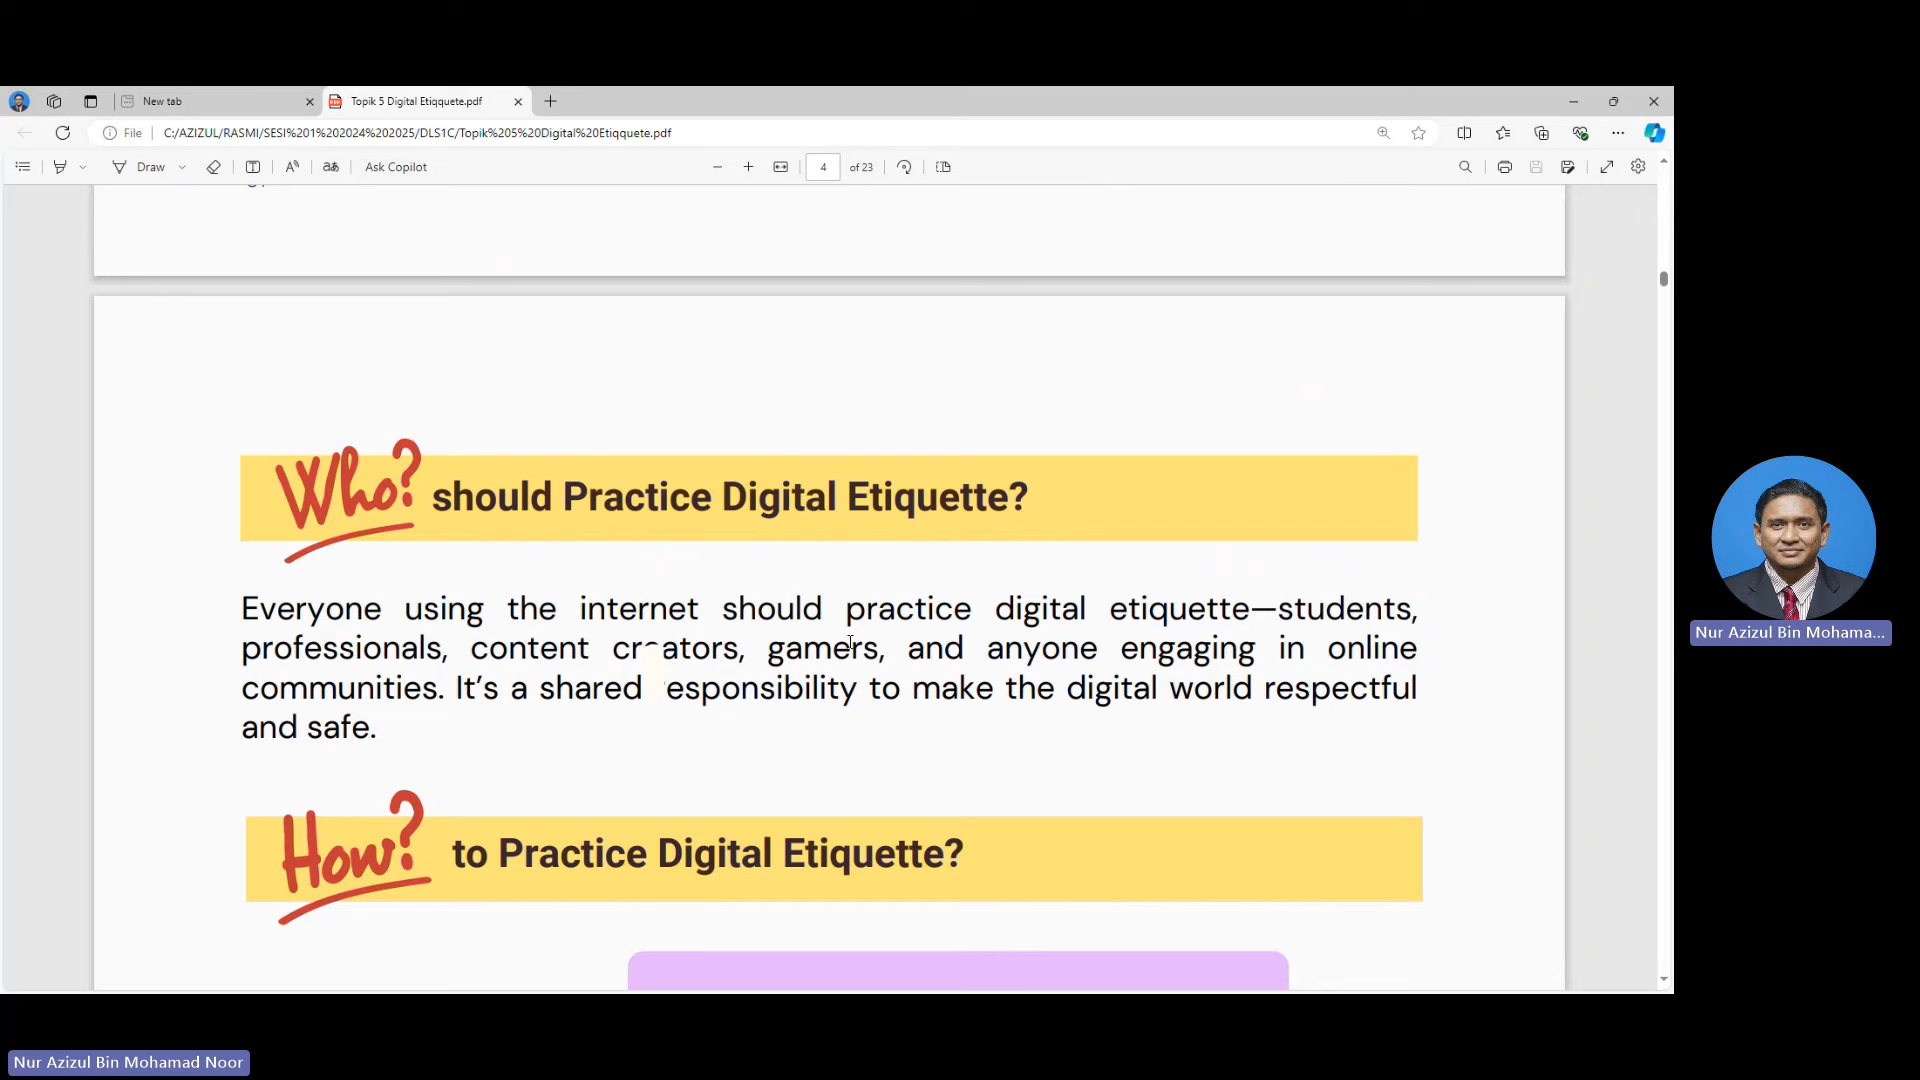 New tab
Topik 5 Digital Etiqquete.pdf
File
C:/AZIZUL/RASMI/SESI%201%202024%202025/DLS1C/Topik%205%20Digital%20Etiqquete.pdf
Draw
aあ
Ask Copilot
4 of 23
Who? should Practice Digital Etiquette?
Everyone using the internet should practice digital etiquette—students,
professionals, content creators, gamers, and anyone engaging in online
communities. It’s a shared responsibility to make the digital world respectful
and safe.
How? to Practice Digital Etiquette?
Nur Azizul Bin Mohama...
Nur Azizul Bin Mohamad Noor